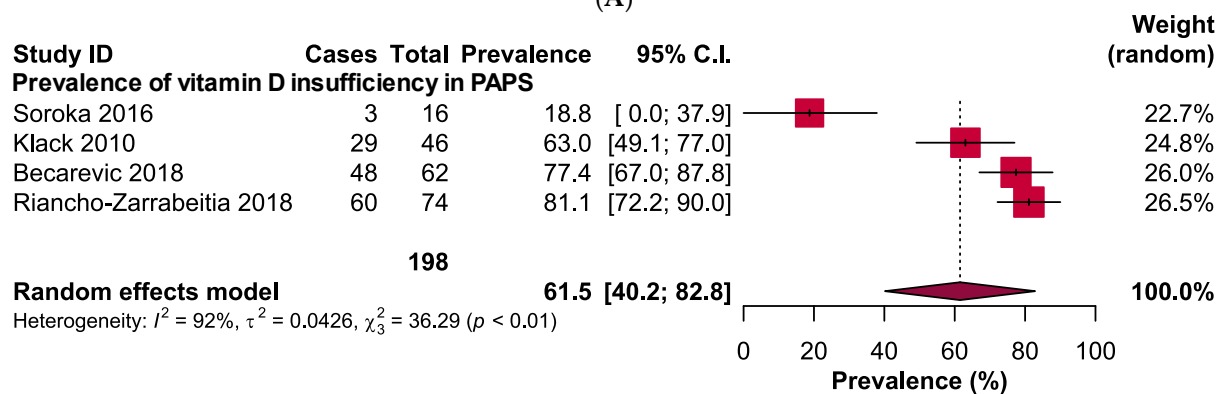 (A)
Weight
Study ID Cases Total Prevalence 95% C.I. (random)
Prevalence of vitamin D insufficiency in PAPS
Soroka 2016 3 16 18.8 [ 0.0; 37.9] 22.7%
Klack 2010 29 46 63.0 [49.1; 77.0] 24.8%
Becarevic 2018 48 62 77.4 [67.0; 87.8] 26.0%
Riancho-Zarrabeitia 2018 60 74 81.1 [72.2; 90.0] 26.5%
198
Random effects model 61.5 [40.2; 82.8] 100.0%
Heterogeneity: I² = 92%, τ² = 0.0426, χ²₃ = 36.29 (p < 0.01)
0 20 40 60 80 100
Prevalence (%)